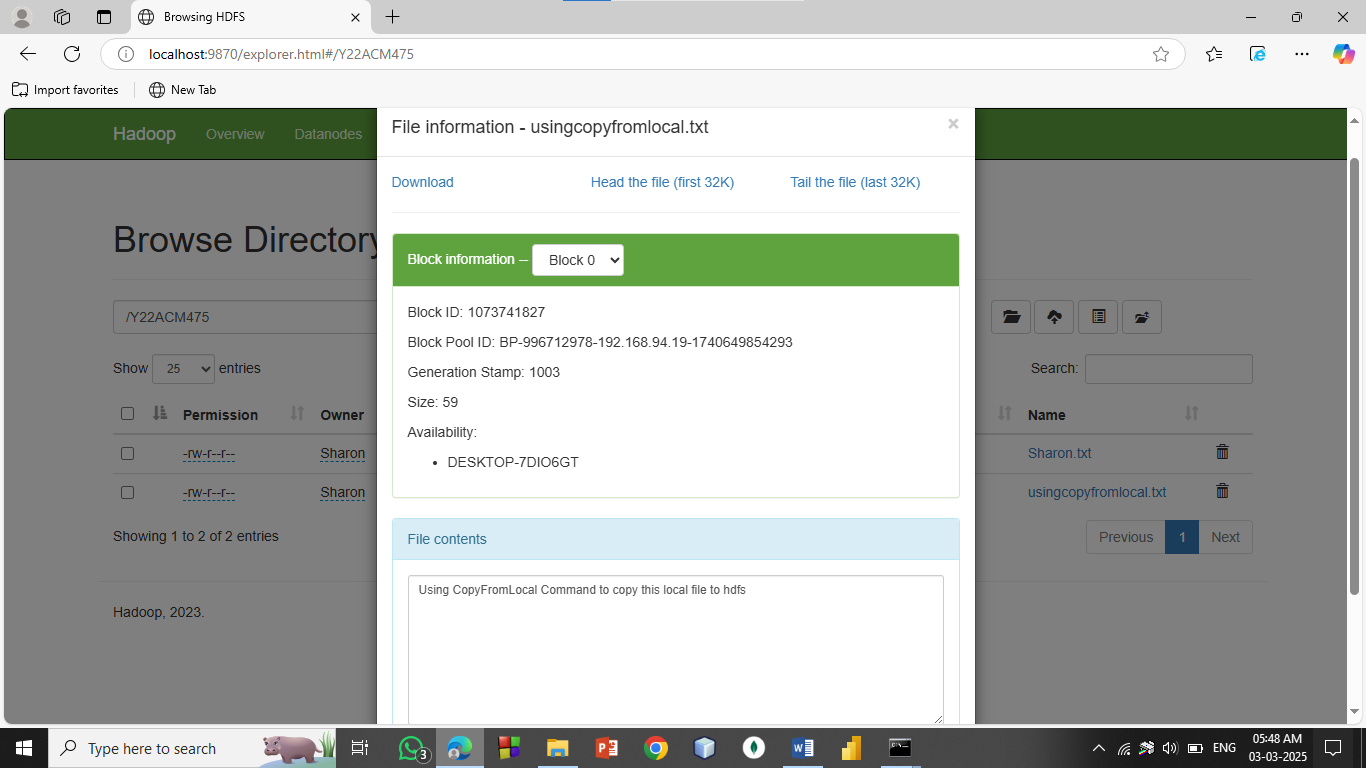 Browsing HDFS
localhost:9870/explorer.html#/Y22ACM475
Import favorites
New Tab
Hadoop Overview Datanodes
File information - usingcopyfromlocal.txt ×
Download Head the file (first 32K) Tail the file (last 32K)
Browse Directory
Block information -- Block 0
Block ID: 1073741827
/Y22ACM475
Block Pool ID: BP-996712978-192.168.94.19-1740649854293
Show 25 entries
Search:
Generation Stamp: 1003
Size: 59
Permission Owner Name
Availability:
-rw-r--r-- Sharon Sharon.txt
DESKTOP-7DIO6GT
-rw-r--r-- Sharon usingcopyfromlocal.txt
Showing 1 to 2 of 2 entries
Previous 1 Next
File contents
Using CopyFromLocal Command to copy this local file to hdfs
Hadoop, 2023.
Type here to search
3
ENG
05:48 AM
03-03-2025